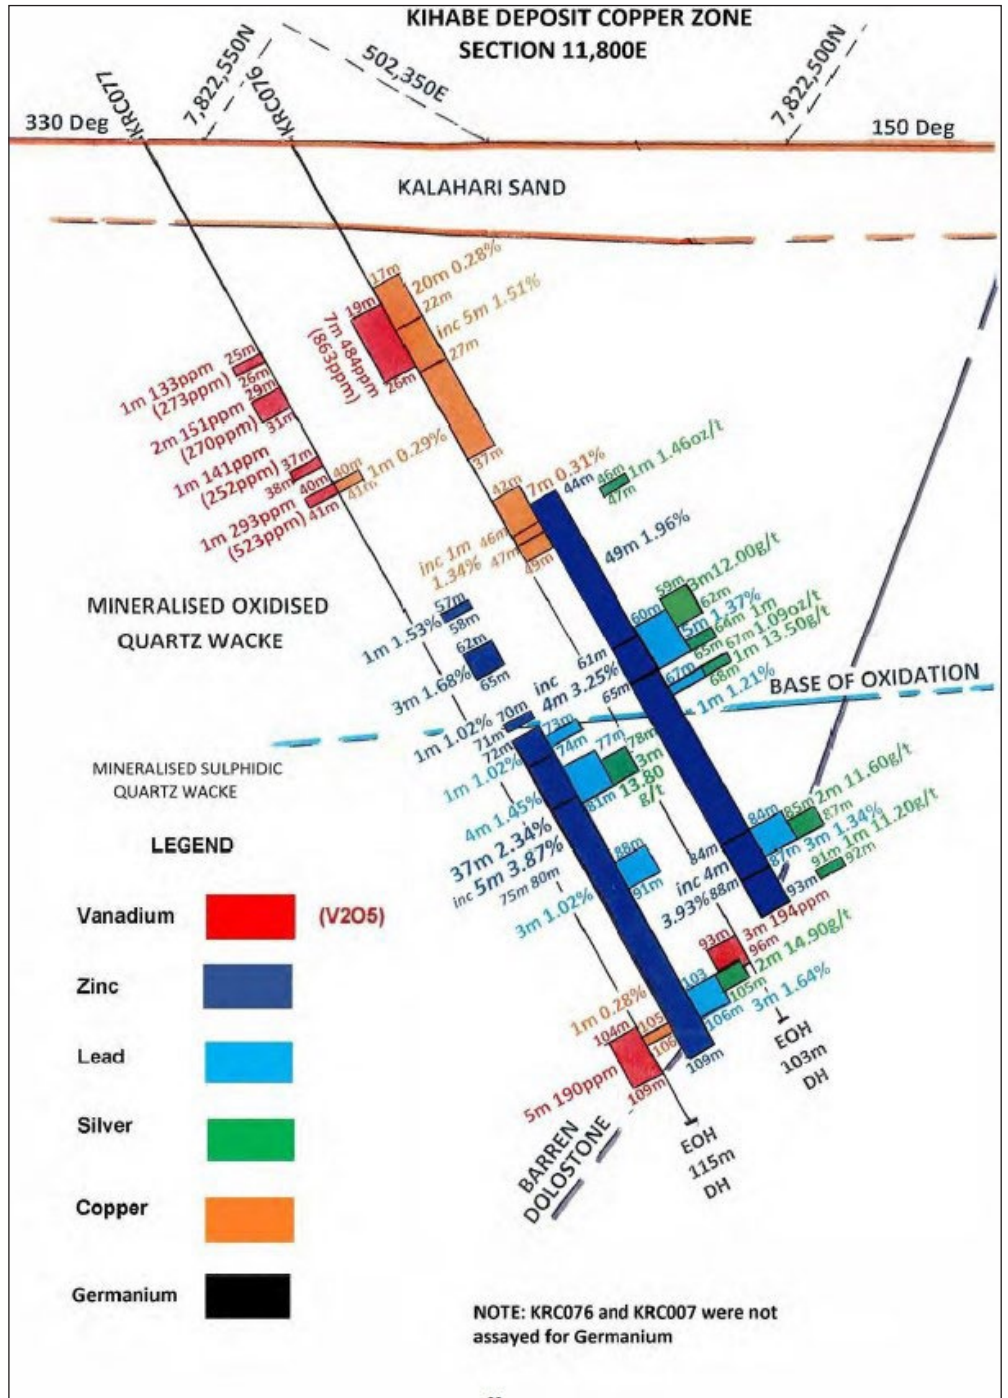 KIHABE DEPOSIT COPPER ZONE
SECTION 11,800E
330 Deg
KRC077
7,822,550N
KRC076
502,350E
7,822,500N
150 Deg
KALAHARI SAND
17m
20m 0.28%
19m
22m
inc 5m 1.51%
7m 484ppm
(863ppm)
27m
26m
37m
25m
1m 133ppm
(273ppm)
26m
29m
2m 151ppm
(270ppm)
31m
37m
1m 141ppm
(252ppm)
38m
40m
40m
1m 0.29%
41m
41m
1m 293ppm
(523ppm)
42m
7m 0.31%
44m
46m
1m 1.46oz/t
47m
inc 1m
1.34%
46m
47m
49m
49m 1.96%
59m
3m12.00g/t
62m
60m
5m 1.37%
64m
1m
1.09oz/t
65m
67m
1m 13.50g/t
67m
68m
1m 1.21%
61m
inc
4m 3.25%
65m
MINERALISED OXIDISED
QUARTZ WACKE
57m
1m 1.53%
58m
62m
3m 1.68%
65m
BASE OF OXIDATION
70m
1m 1.02%
71m
72m
73m
1m 1.02%
74m
77m
78m
3m
13.80
g/t
81m
4m 1.45%
37m 2.34%
inc 5m 3.87%
75m 80m
88m
91m
3m 1.02%
MINERALISED SULPHIDIC
QUARTZ WACKE
84m
85m
2m 11.60g/t
87m
87m
3m 1.34%
84m
inc 4m
3.93%
88m
91m
1m 11.20g/t
92m
93m
93m
3m 194ppm
96m
103
2m 14.90g/t
105m
106m
3m 1.64%
1m 0.28%
104m
105
106
109m
5m 190ppm
109m
EOH
103m
DH
EOH
115m
DH
BARREN
DOLOSTONE
LEGEND
Vanadium
(V2O5)
Zinc
Lead
Silver
Copper
Germanium
NOTE: KRC076 and KRC007 were not
assayed for Germanium